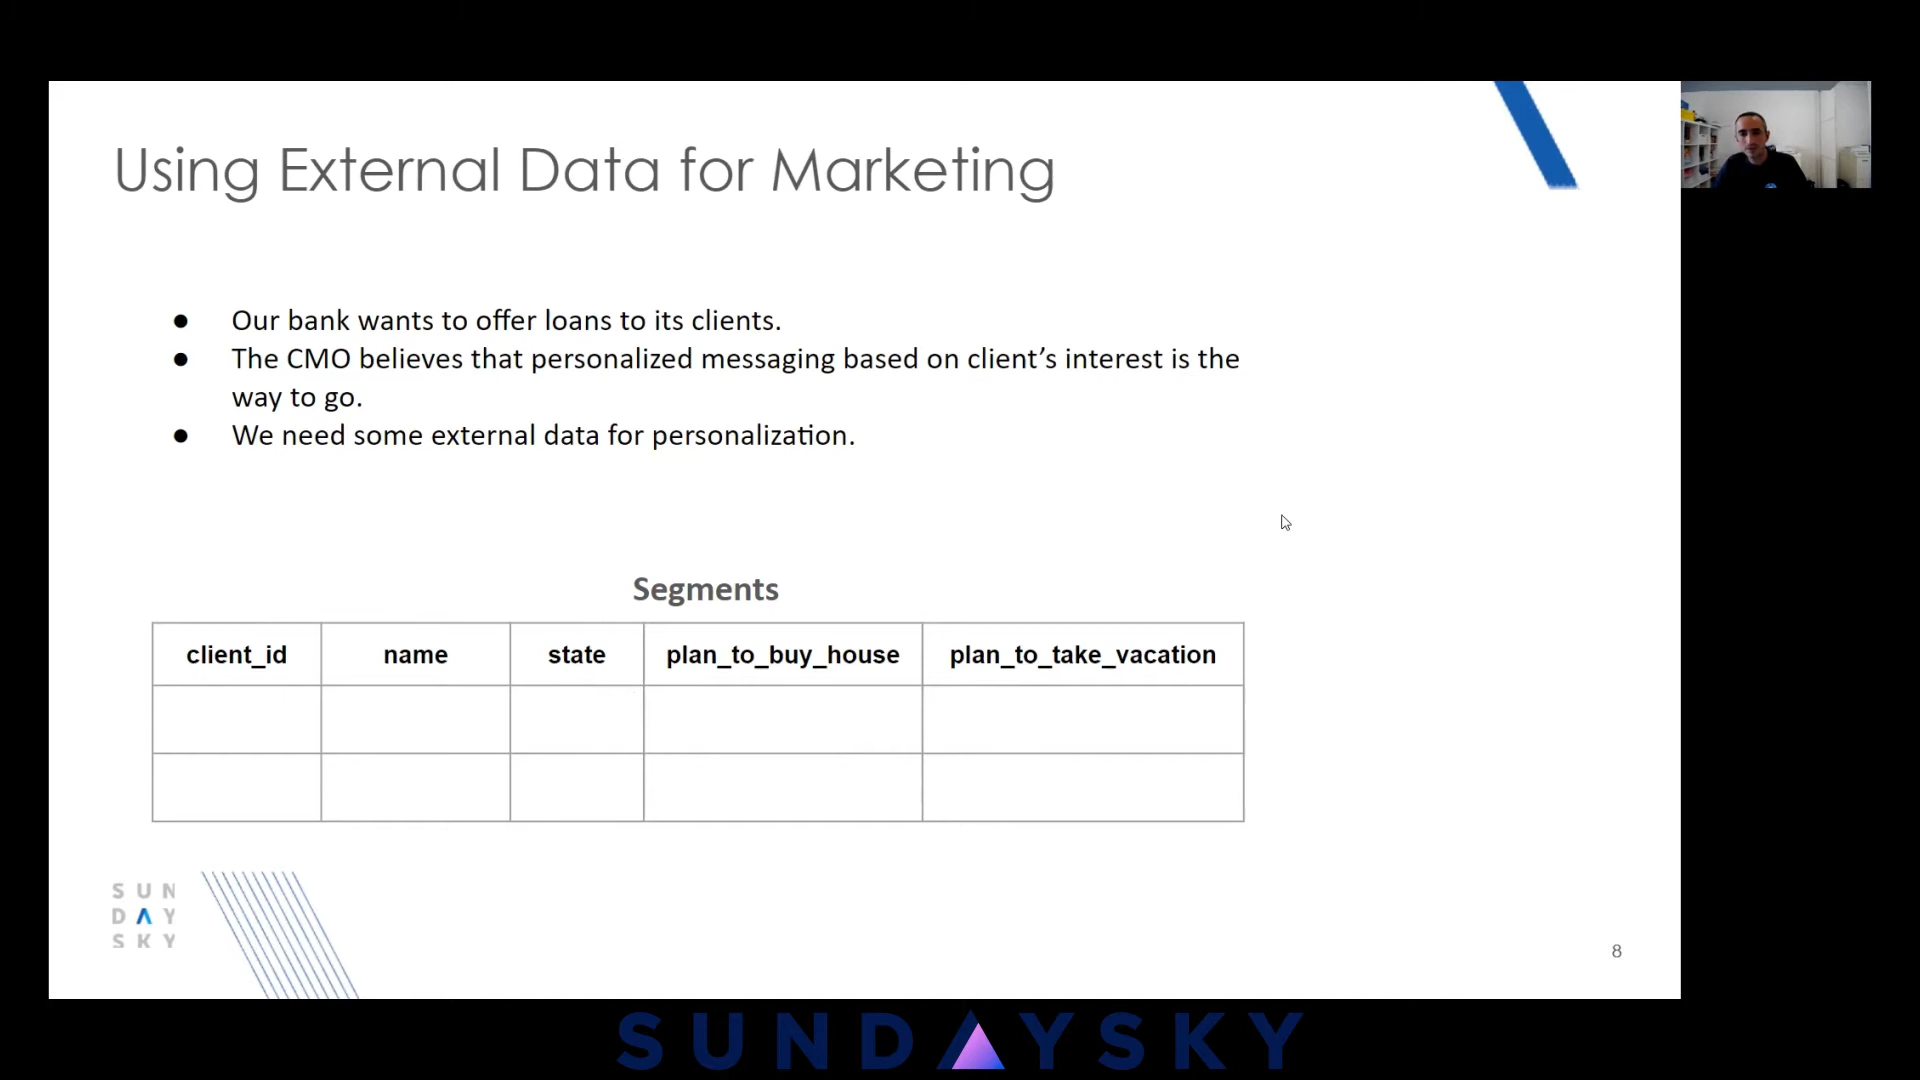 Using External Data for Marketing
● Our bank wants to offer loans to its clients.
● The CMO believes that personalized messaging based on client's interest is the
way to go.
● We need some external data for personalization.
Segments
client_id name state plan_to_buy_house plan_to_take_vacation
SUN
DAY
SKY
8
SUNDAYSKY